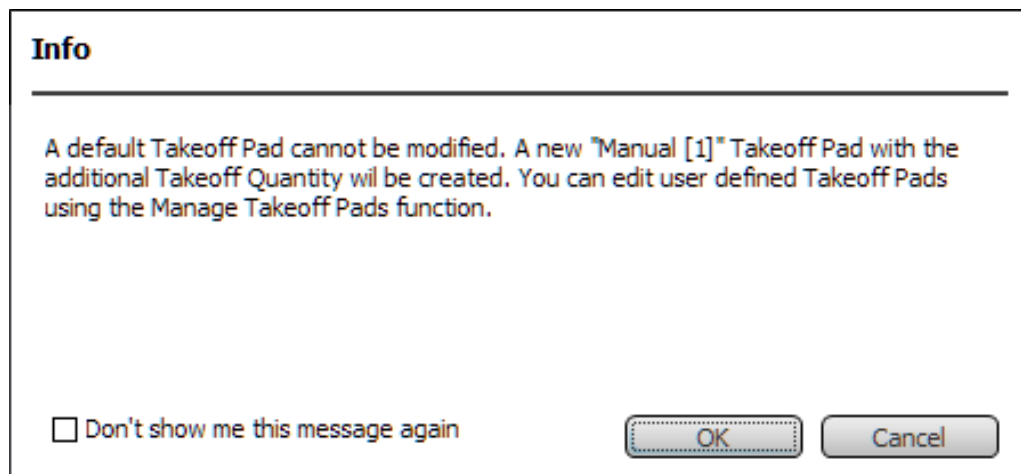 Info
A default Takeoff Pad cannot be modified. A new "Manual [1]" Takeoff Pad with the
additional Takeoff Quantity wil be created. You can edit user defined Takeoff Pads
using the Manage Takeoff Pads function.
Don't show me this message again
OK
Cancel